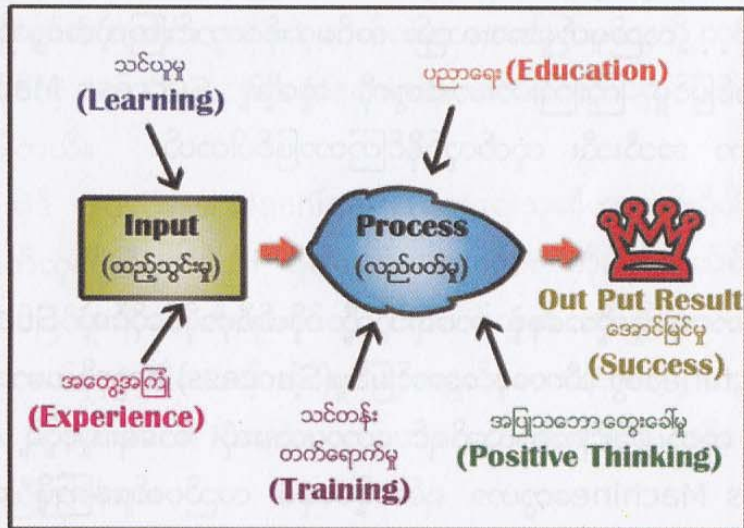 သင်ယူမှု
(Learning)
ပညာရေး (Education)
Input
(ထည့်သွင်းမှု)
Process
(လည်ပတ်မှု)
Out Put Result
အောင်မြင်မှု
(Success)
အတွေ့အကြုံ
(Experience)
သင်တန်း
တက်ရောက်မှု
(Training)
အပြုသဘော တွေးခေါ်မှု
(Positive Thinking)